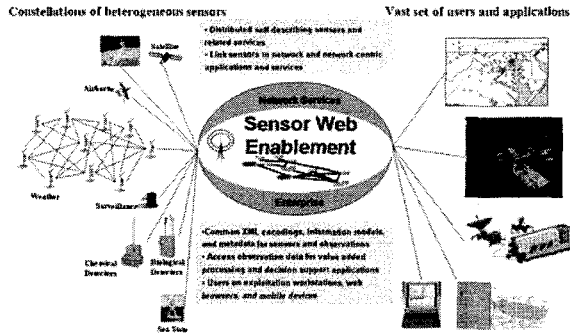 Constellations of heterogeneous sensors
Vast set of users and applications
• Distributed self describing sensors and
related services
• Link sensors in network and network centric
applications and services
Satellite
Airborne
Network Services
Sensor Web
Enablement
Enterprise
Weather
Surveillance
Chemical
Detectors
Biological
Detectors
Sea State
• Common XML encodings, information models,
and metadata for sensors and observations
• Access observation data for value added
processing and decision support applications
• Users on exploitation workstations, web
browsers, and mobile devices